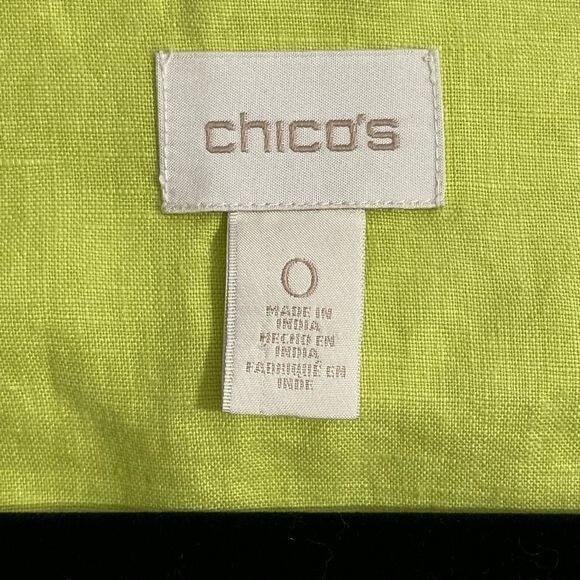 chico's
0
MADE IN
INDIA
HECHO EN
INDIA
FABRIQUÉ EN
INDE